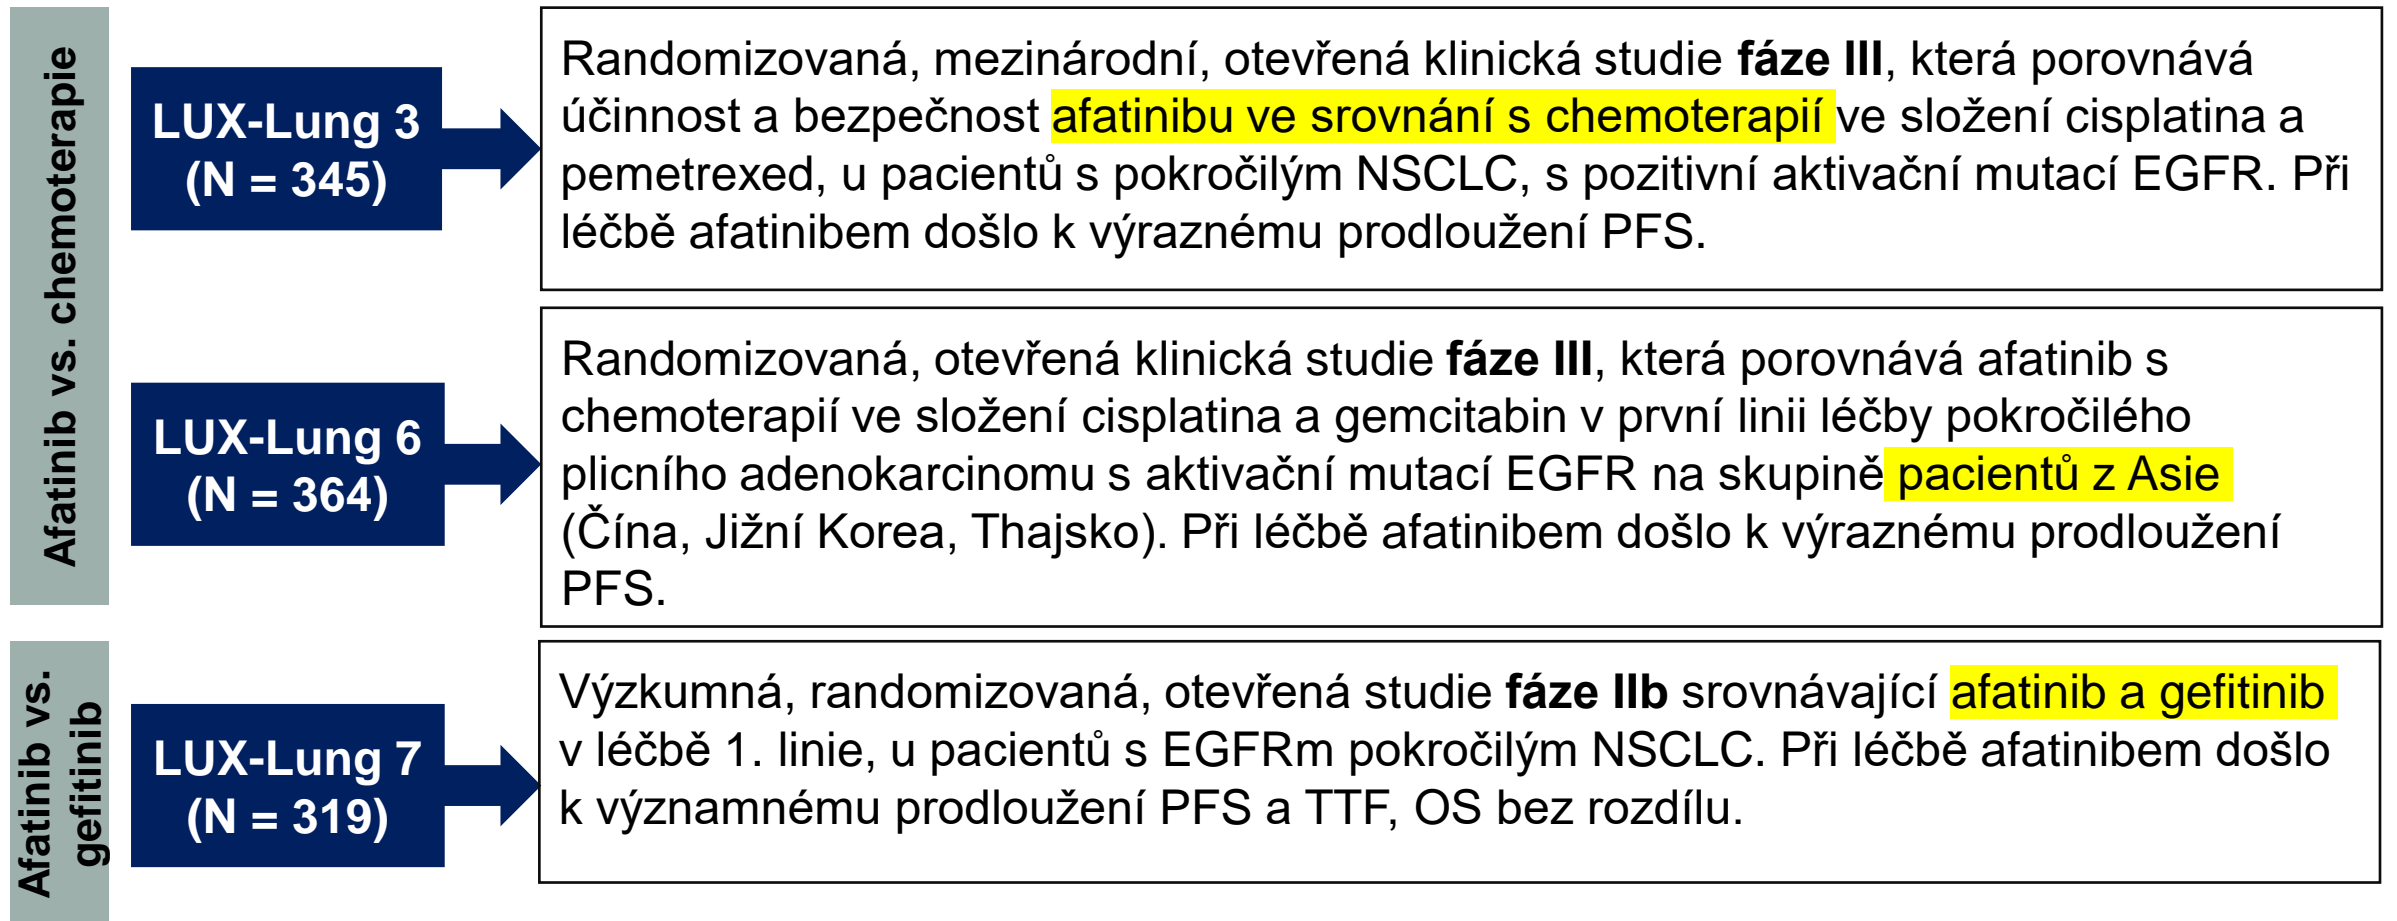 Afatinib vs. chemoterapie
LUX-Lung 3
(N = 345)
Randomizovaná, mezinárodní, otevřená klinická studie fáze III, která porovnává
účinnost a bezpečnost afatinibu ve srovnání s chemoterapií ve složení cisplatina a
pemetrexed, u pacientů s pokročilým NSCLC, s pozitivní aktivační mutací EGFR. Při
léčbě afatinibem došlo k výraznému prodloužení PFS.
LUX-Lung 6
(N = 364)
Randomizovaná, otevřená klinická studie fáze III, která porovnává afatinib s
chemoterapií ve složení cisplatina a gemcitabin v první linii léčby pokročilého
plicního adenokarcinomu s aktivační mutací EGFR na skupině pacientů z Asie
(Čína, Jižní Korea, Thajsko). Při léčbě afatinibem došlo k výraznému prodloužení
PFS.
Afatinib vs.
gefitinib
LUX-Lung 7
(N = 319)
Výzkumná, randomizovaná, otevřená studie fáze IIb srovnávající afatinib a gefitinib
v léčbě 1. linie, u pacientů s EGFRm pokročilým NSCLC. Při léčbě afatinibem došlo
k významnému prodloužení PFS a TTF, OS bez rozdílu.